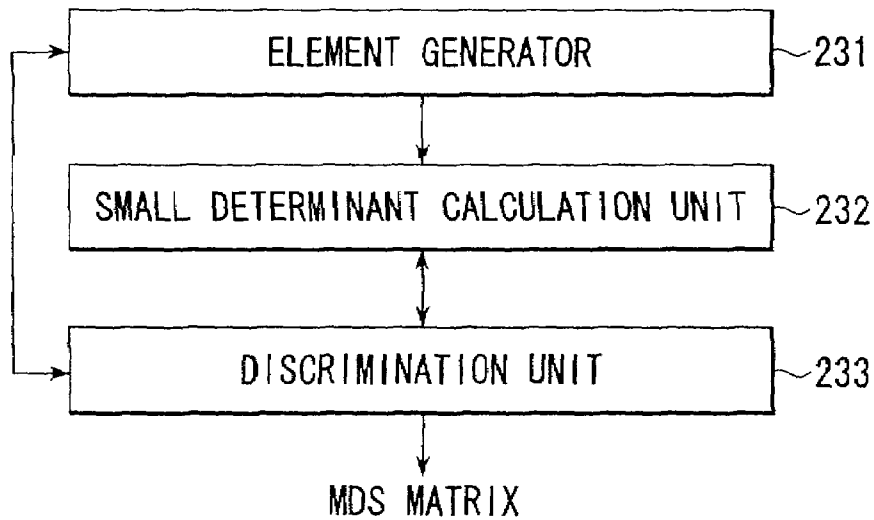 ELEMENT GENERATOR 231
SMALL DETERMINANT CALCULATION UNIT 232
DISCRIMINATION UNIT 233
MDS MATRIX